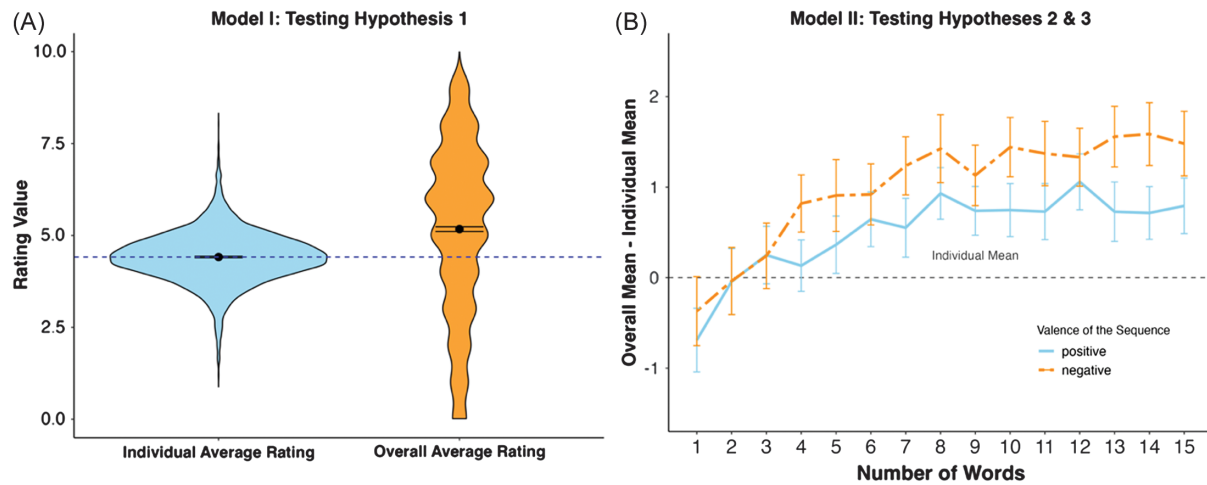 (A)
Model I: Testing Hypothesis 1
Rating Value
10.0
7.5
5.0
2.5
0.0
Individual Average Rating
Overall Average Rating
(B)
Model II: Testing Hypotheses 2 & 3
Overall Mean - Individual Mean
2
1
0
-1
Individual Mean
Valence of the Sequence
positive
negative
1 2 3 4 5 6 7 8 9 10 11 12 13 14 15
Number of Words